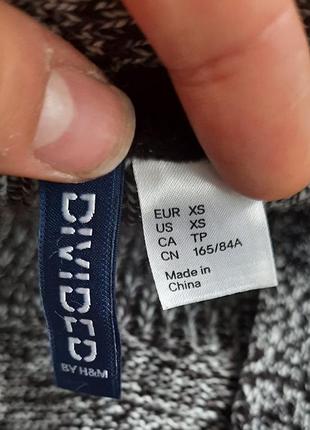 DIVIDED
BY H&M
EUR XS
US XS
CA TP
CN 165/84A
Made in
China